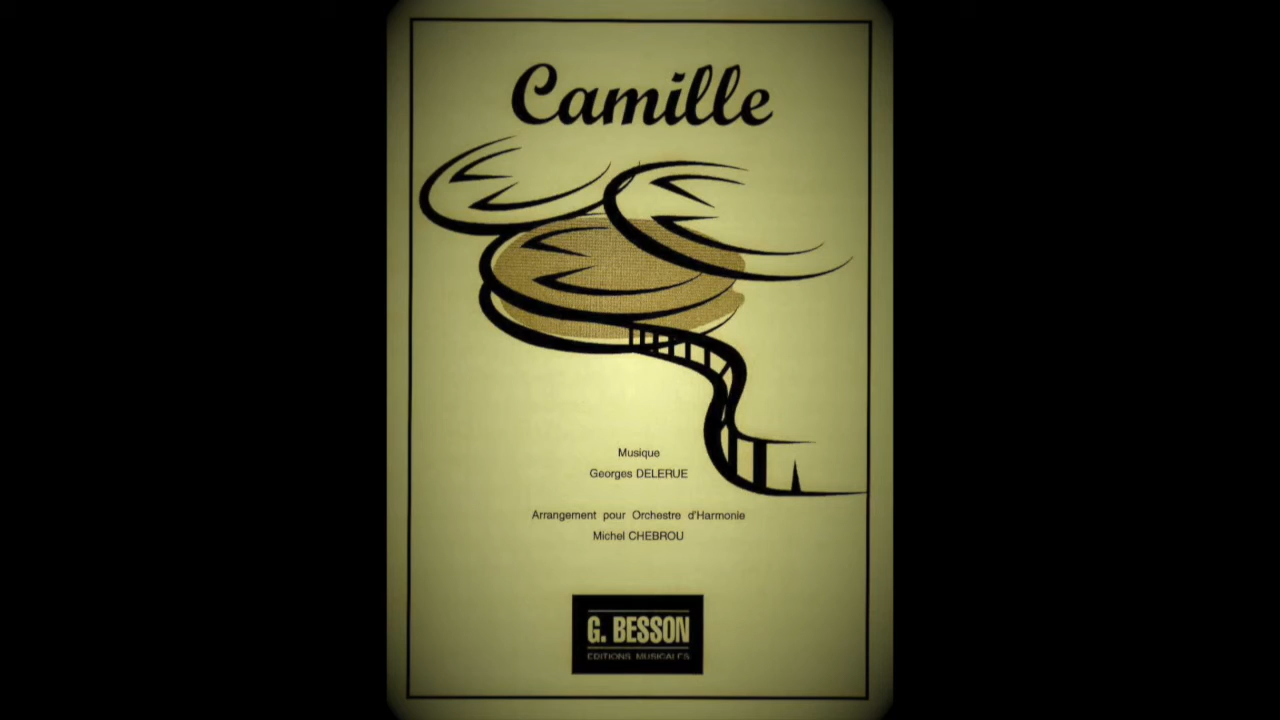 Camille
Musique
Georges DELERUE
Arrangement pour Orchestre d'Harmonie
Michel CHEBROU
G. BESSON
EDITIONS MUSICALES